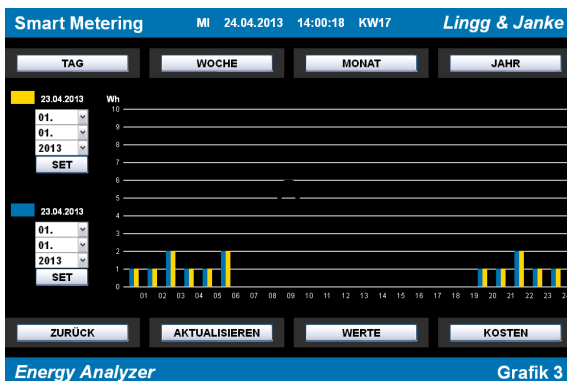 Smart Metering MI 24.04.2013 14:00:18 KW17 Lingg & Janke
TAG WOCHE MONAT JAHR
23.04.2013 Wh
01.
01.
2013
SET
23.04.2013
01.
01.
2013
SET
10
9
8
7
6
5
4
3
2
1
0
01 02 03 04 05 06 07 08 09 10 11 12 13 14 15 16 17 18 19 20 21 22 23
ZURÜCK AKTUALISIEREN WERTE KOSTEN
Energy Analyzer Grafik 3